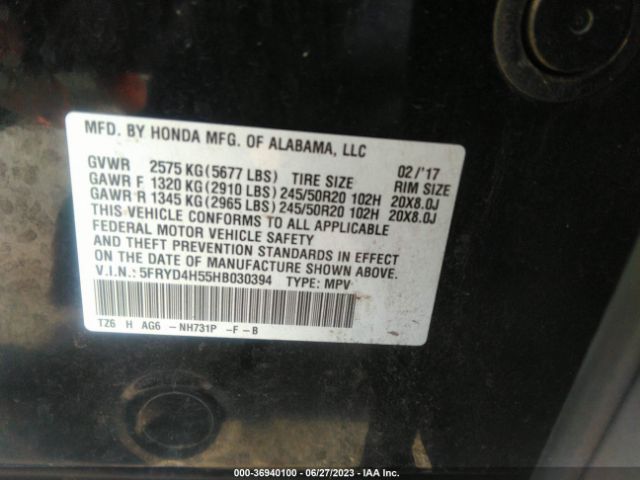 MFD. BY HONDA MFG. OF ALABAMA, LLC
GVWR 2575 KG (5677 LBS) TIRE SIZE 02/'17 RIM SIZE
GAWR F 1320 KG (2910 LBS) 245/50R20 102H 20X8.0J
GAWR R 1345 KG (2965 LBS) 245/50R20 102H 20X8.0J
THIS VEHICLE CONFORMS TO ALL APPLICABLE
FEDERAL MOTOR VEHICLE SAFETY
AND THEFT PREVENTION STANDARDS IN EFFECT
ON THE DATE OF MANUFACTURE SHOWN ABOVE.
V.I.N.: 5FRYD4H55HB030394 TYPE: MPV
TZ6 H AG6 -NH731P -F-B
000-36940100 - 06/27/2023 - IAA Inc.